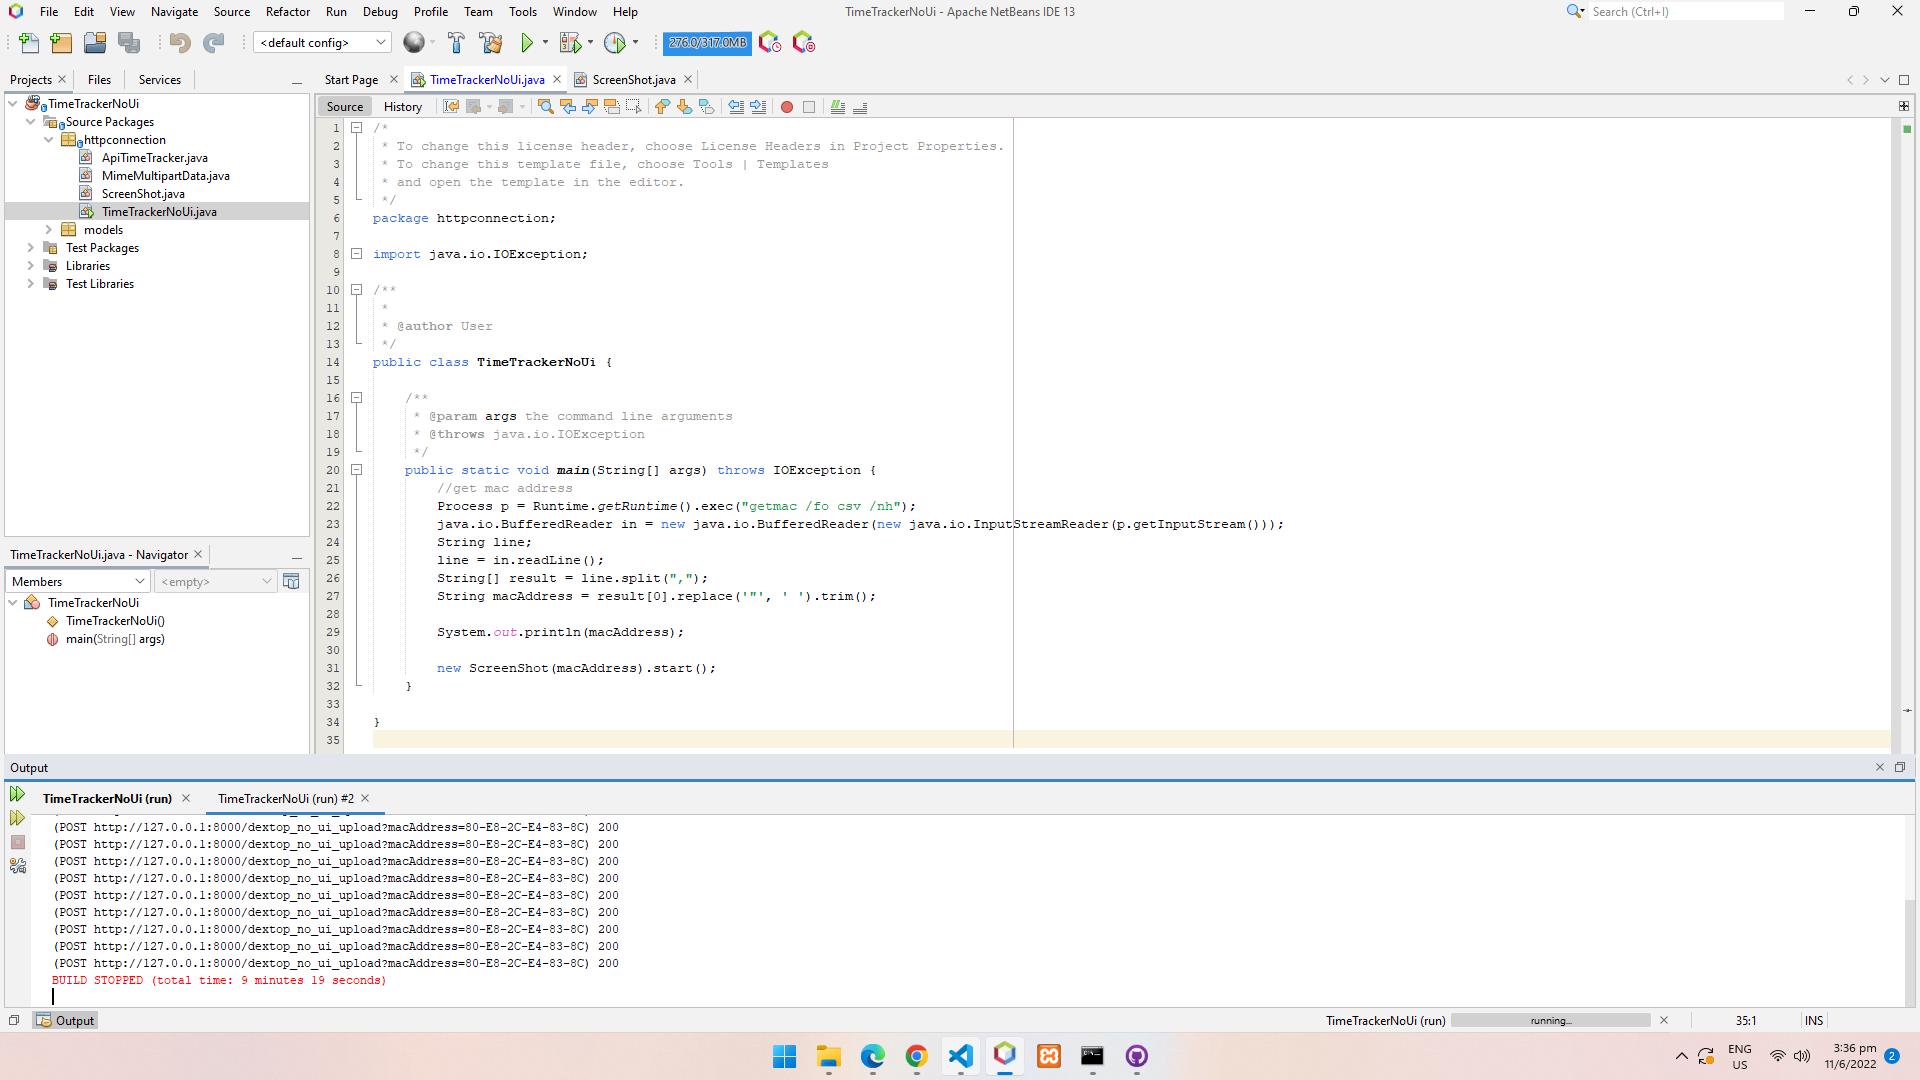 File Edit View Navigate Source Refactor Run Debug Profile Team Tools Window Help
TimeTrackerNoUi - Apache NetBeans IDE 13
Search (Ctrl+I)
<default config>
276.0/317.0MB
Projects Files Services
Start Page TimeTrackerNoUi.java ScreenShot.java
Source History
TimeTrackerNoUi
Source Packages
httpconnection
ApiTimeTracker.java
MimeMultipartData.java
ScreenShot.java
TimeTrackerNoUi.java
models
Test Packages
Libraries
Test Libraries
TimeTrackerNoUi.java - Navigator
Members <empty>
TimeTrackerNoUi
TimeTrackerNoUi()
main(String[] args)
1 /*
2 * To change this license header, choose License Headers in Project Properties.
3 * To change this template file, choose Tools | Templates
4 * and open the template in the editor.
5 */
6 package httpconnection;
7
8 import java.io.IOException;
9
10 /**
11 *
12 * @author User
13 */
14 public class TimeTrackerNoUi {
15
16 /**
17 * @param args the command line arguments
18 * @throws java.io.IOException
19 */
20 public static void main(String[] args) throws IOException {
21 //get mac address
22 Process p = Runtime.getRuntime().exec("getmac /fo csv /nh");
23 java.io.BufferedReader in = new java.io.BufferedReader(new java.io.InputStreamReader(p.getInputStream()));
24 String line;
25 line = in.readLine();
26 String[] result = line.split(",");
27 String macAddress = result[0].replace('"', ' ').trim();
28
29 System.out.println(macAddress);
30
31 new ScreenShot(macAddress).start();
32 }
33
34 }
35
Output
TimeTrackerNoUi (run) TimeTrackerNoUi (run) #2
(POST http://127.0.0.1:8000/dextop_no_ui_upload?macAddress=80-E8-2C-E4-83-8C) 200
(POST http://127.0.0.1:8000/dextop_no_ui_upload?macAddress=80-E8-2C-E4-83-8C) 200
(POST http://127.0.0.1:8000/dextop_no_ui_upload?macAddress=80-E8-2C-E4-83-8C) 200
(POST http://127.0.0.1:8000/dextop_no_ui_upload?macAddress=80-E8-2C-E4-83-8C) 200
(POST http://127.0.0.1:8000/dextop_no_ui_upload?macAddress=80-E8-2C-E4-83-8C) 200
(POST http://127.0.0.1:8000/dextop_no_ui_upload?macAddress=80-E8-2C-E4-83-8C) 200
(POST http://127.0.0.1:8000/dextop_no_ui_upload?macAddress=80-E8-2C-E4-83-8C) 200
(POST http://127.0.0.1:8000/dextop_no_ui_upload?macAddress=80-E8-2C-E4-83-8C) 200
(POST http://127.0.0.1:8000/dextop_no_ui_upload?macAddress=80-E8-2C-E4-83-8C) 200
BUILD STOPPED (total time: 9 minutes 19 seconds)
Output
TimeTrackerNoUi (run) running... 35:1 INS
ENG
US
3:36 pm
11/6/2022
2